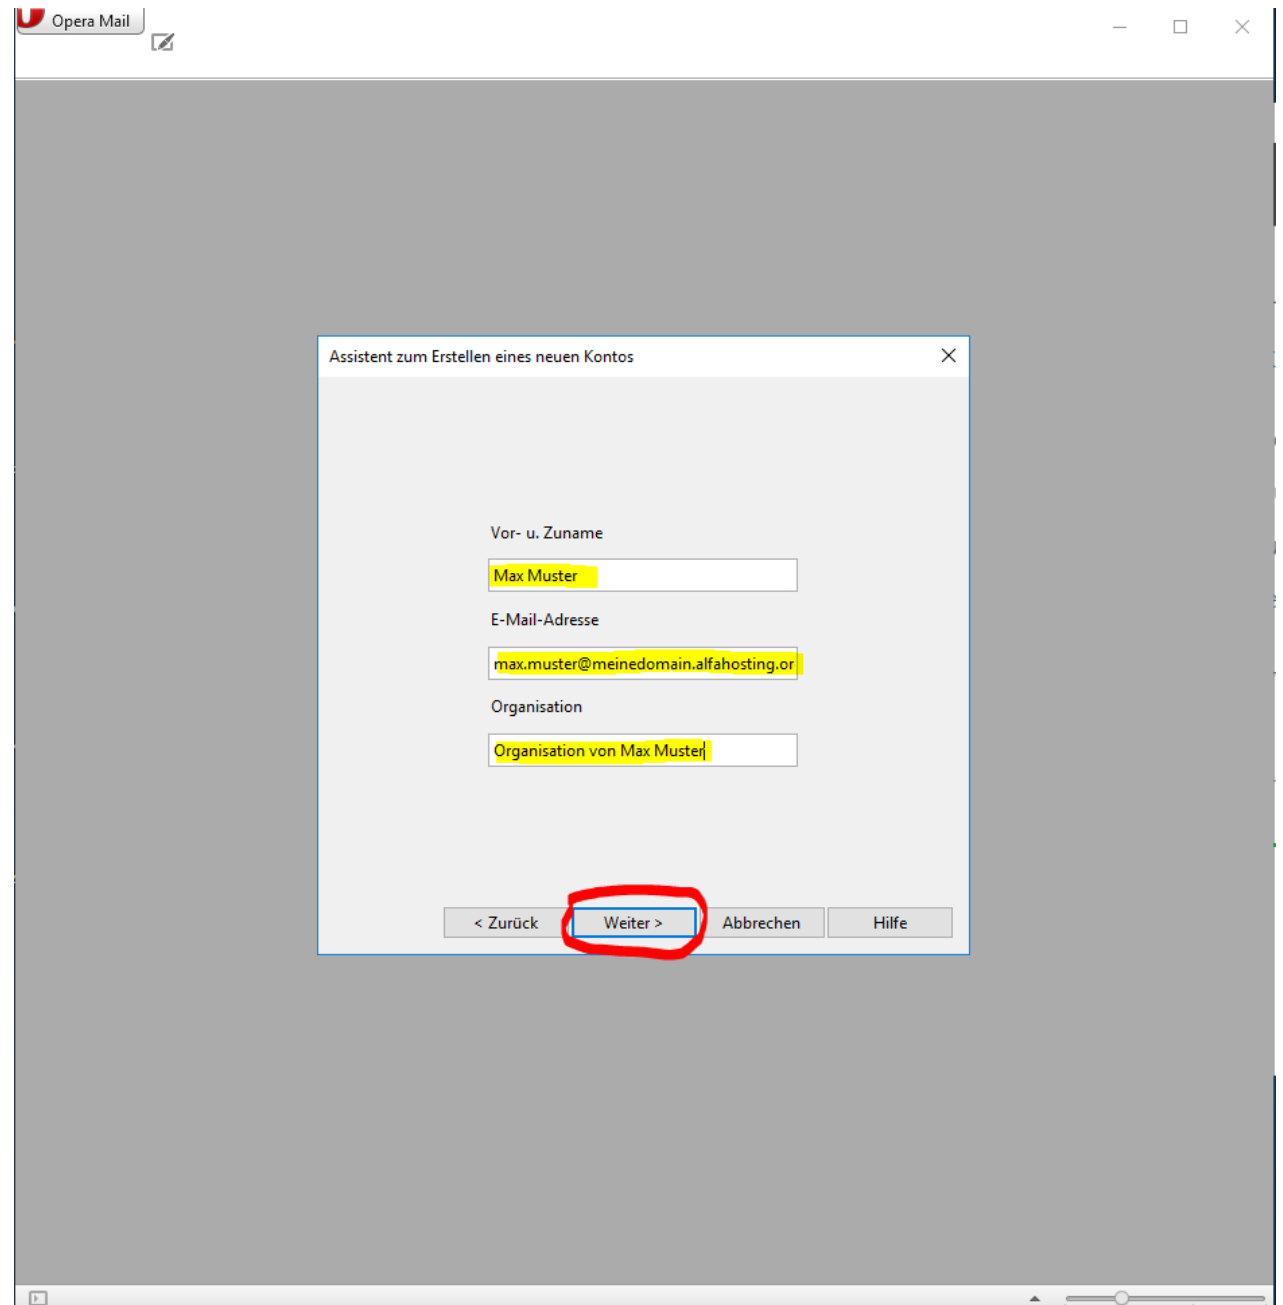 Opera Mail
Assistent zum Erstellen eines neuen Kontos
Vor- u. Zuname
Max Muster
E-Mail-Adresse
max.muster@meinedomain.alfahosting.or
Organisation
Organisation von Max Muster
< Zurück
Weiter >
Abbrechen
Hilfe